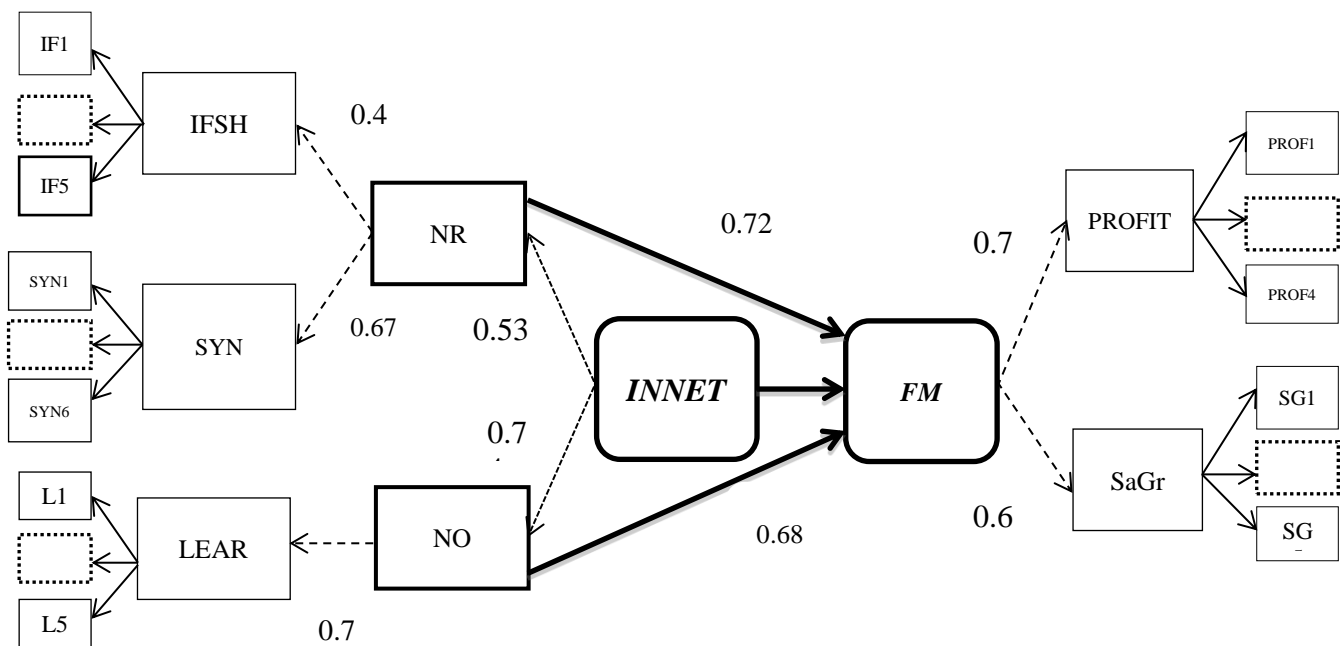 IF1
IFSH
IF5
0.4
SYN1
SYN
SYN6
0.67
NR
0.53
0.72
INNET
FM
0.7
NO
0.68
L1
LEAR
L5
0.7
0.7
PROFIT
PROF1
PROF4
0.6
SaGr
SG1
SG